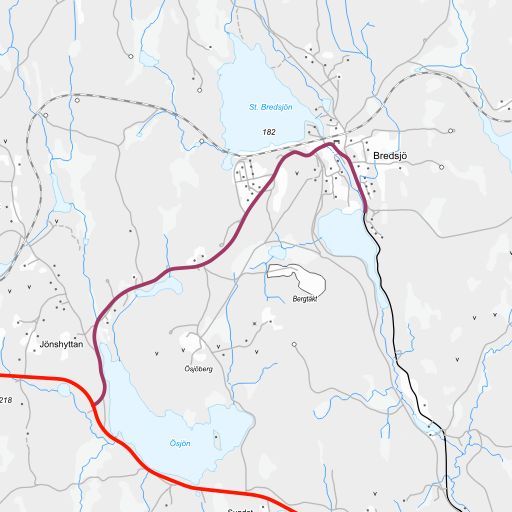 St. Bredsjön
182
Bredsjö
Bergtäkt
Jönshyttan
Ösjöberg
218
Ösjön